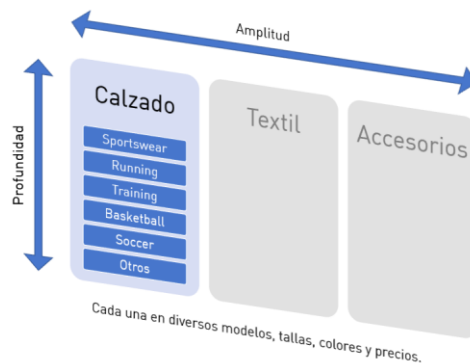 Amplitud
Profundidad
Calzado
Sportswear
Running
Training
Basketball
Soccer
Otros
Textil
Accesorios
Cada una en diversos modelos, tallas, colores y precios.